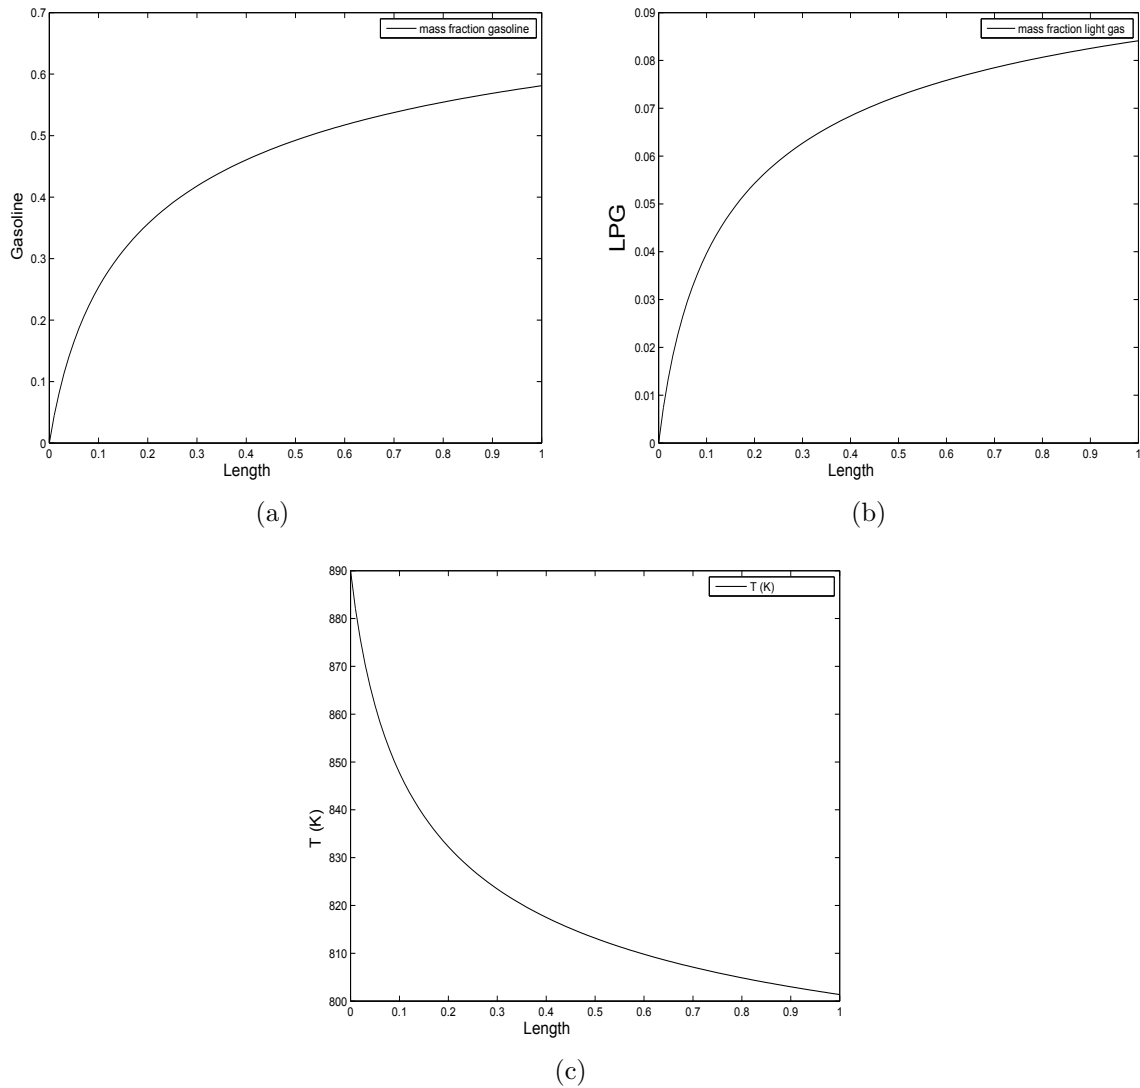 0.7
mass fraction gasoline
0.6
0.5
0.4
0.3
0.2
0.1
0
Gasoline
0 0.1 0.2 0.3 0.4 0.5 0.6 0.7 0.8 0.9 1
Length
(a)
0.09
mass fraction light gas
0.08
0.07
0.06
0.05
0.04
0.03
0.02
0.01
0
LPG
0 0.1 0.2 0.3 0.4 0.5 0.6 0.7 0.8 0.9 1
Length
(b)
890
T (K)
880
870
860
850
840
830
820
810
800
T (K)
0 0.1 0.2 0.3 0.4 0.5 0.6 0.7 0.8 0.9 1
Length
(c)